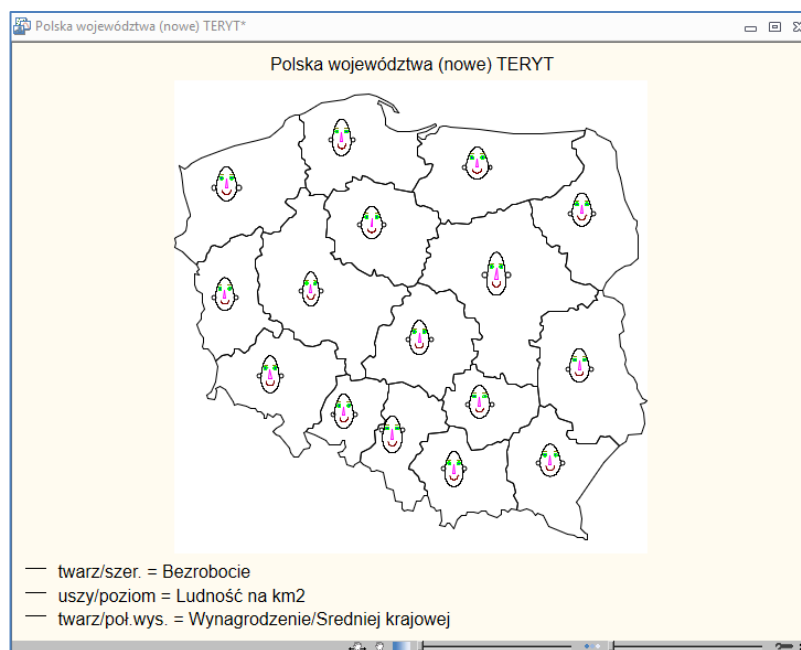 Polska województwa (nowe) TERYT*
Polska województwa (nowe) TERYT
twarz/szer. = Bezrobocie
uszy/poziom = Ludność na km2
twarz/poł.wys. = Wynagrodzenie/Sredniej krajowej